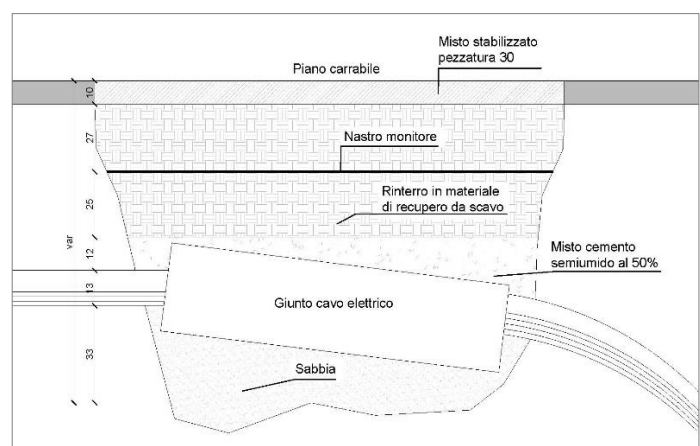 Misto stabilizzato
pezzatura 30
Piano carrabile
10
27
Nastro monitore
Rinterro in materiale
di recupero da scavo
25
var
12
Misto cemento
semiumido al 50%
13
Giunto cavo elettrico
33
Sabbia